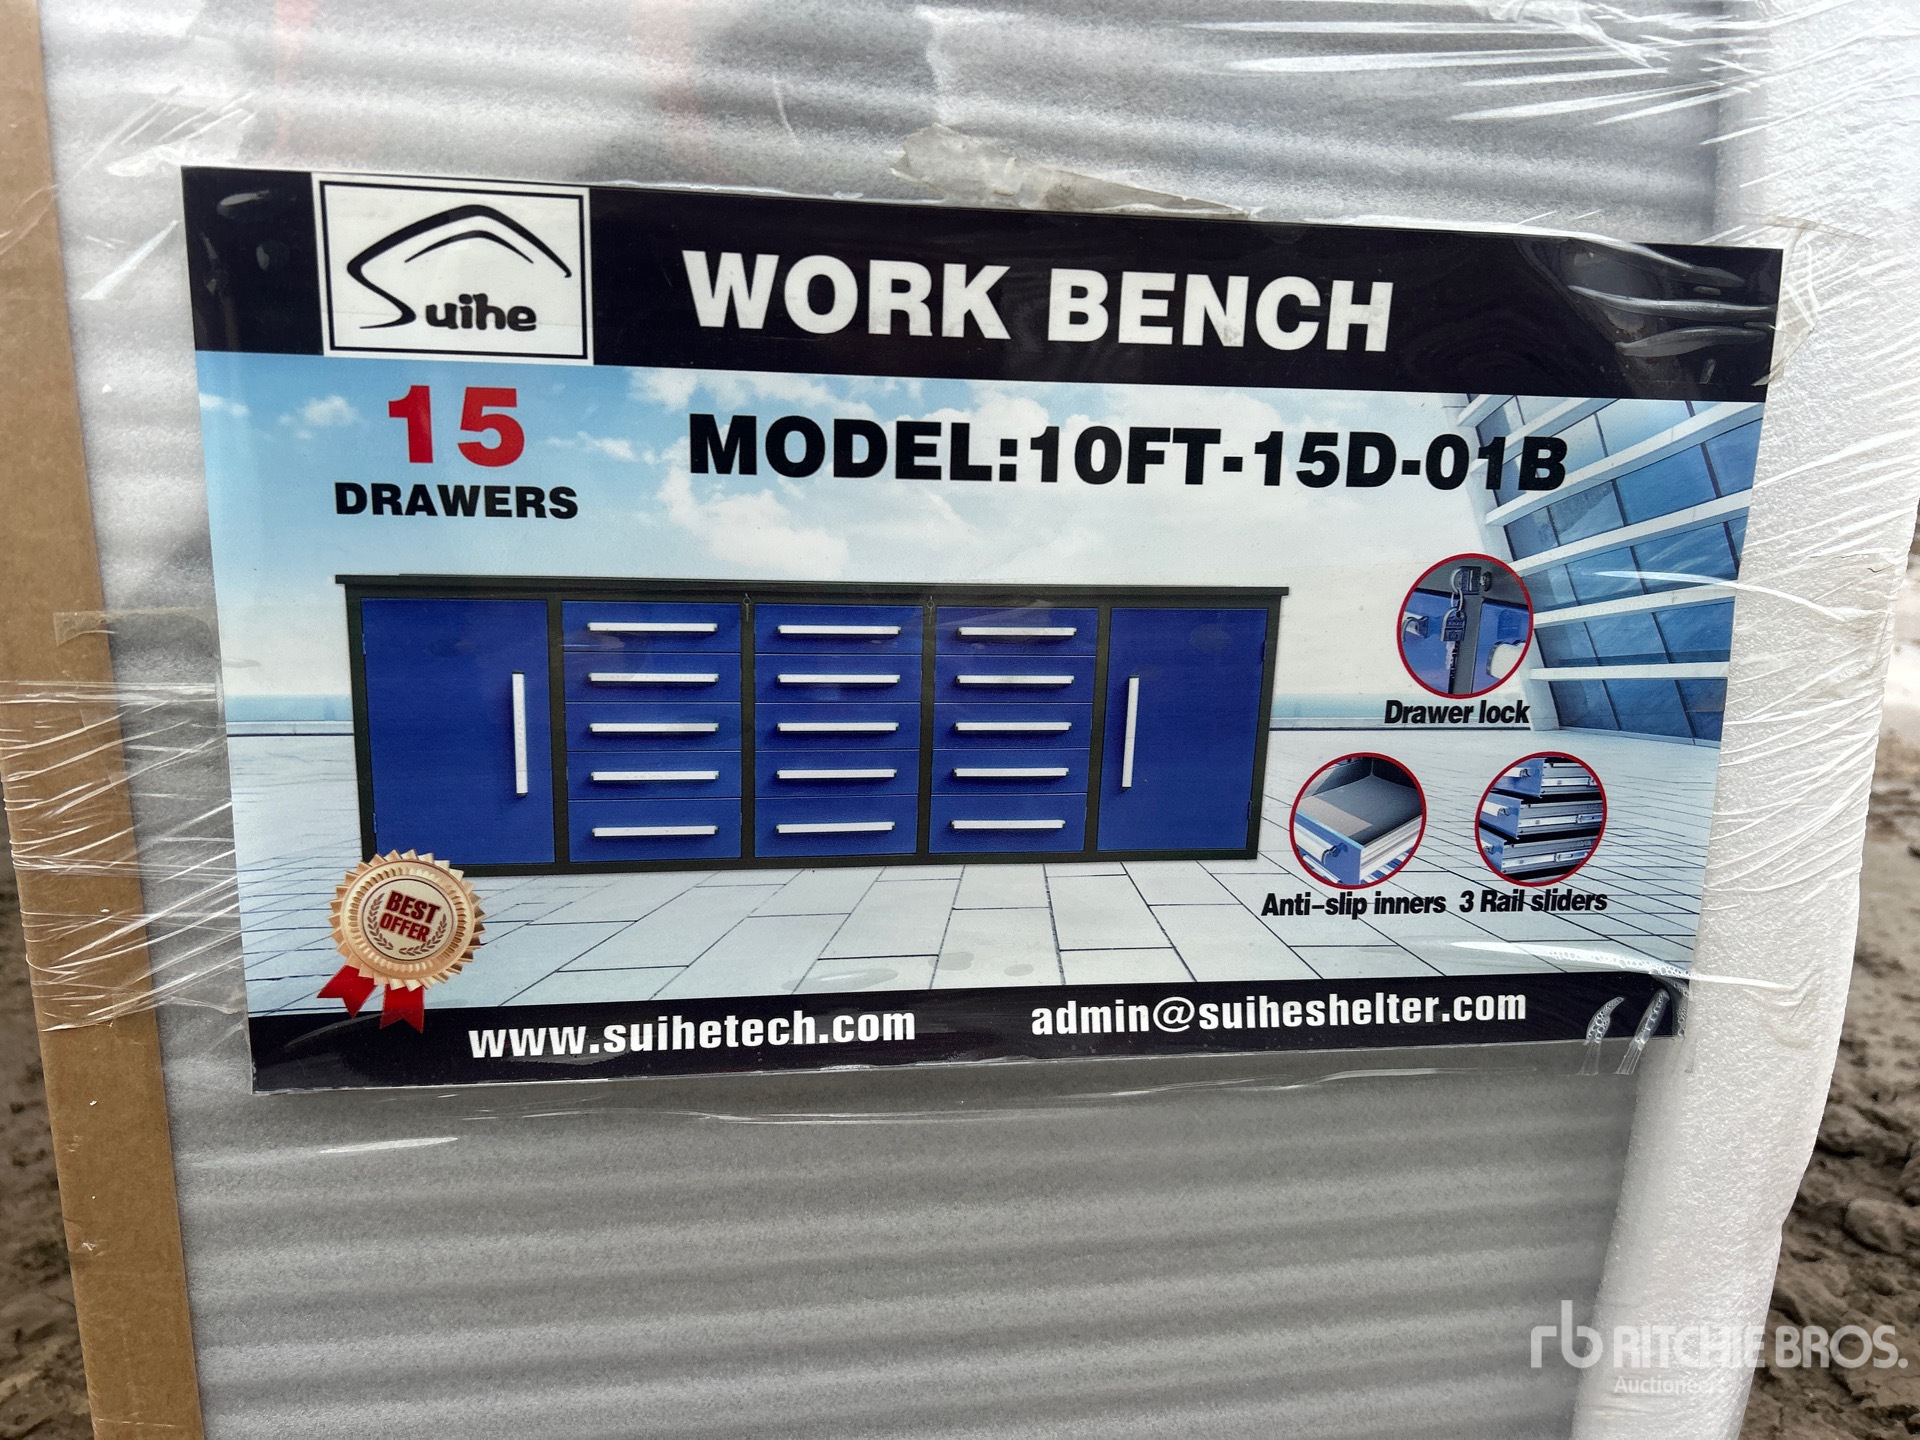 Suihe
WORK BENCH
15
DRAWERS
MODEL:10FT-15D-01B
Drawer lock
Anti-slip inners
3 Rail sliders
BEST
OFFER
www.suihetech.com
admin@suiheshelter.com
rb RITCHIE BROS.
Auctioneers